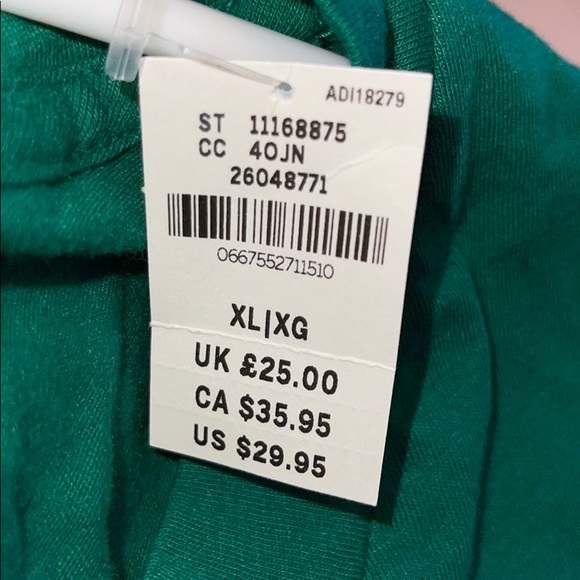 ADI18279
ST 11168875
CC 4OJN
26048771
0667552711510
XL|XG
UK £25.00
CA $35.95
US $29.95